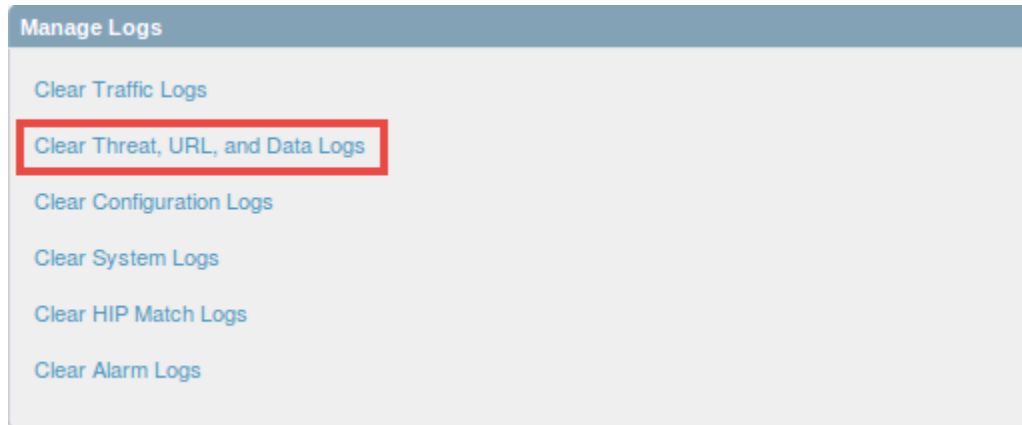 Manage Logs
Clear Traffic Logs
Clear Threat, URL, and Data Logs
Clear Configuration Logs
Clear System Logs
Clear HIP Match Logs
Clear Alarm Logs